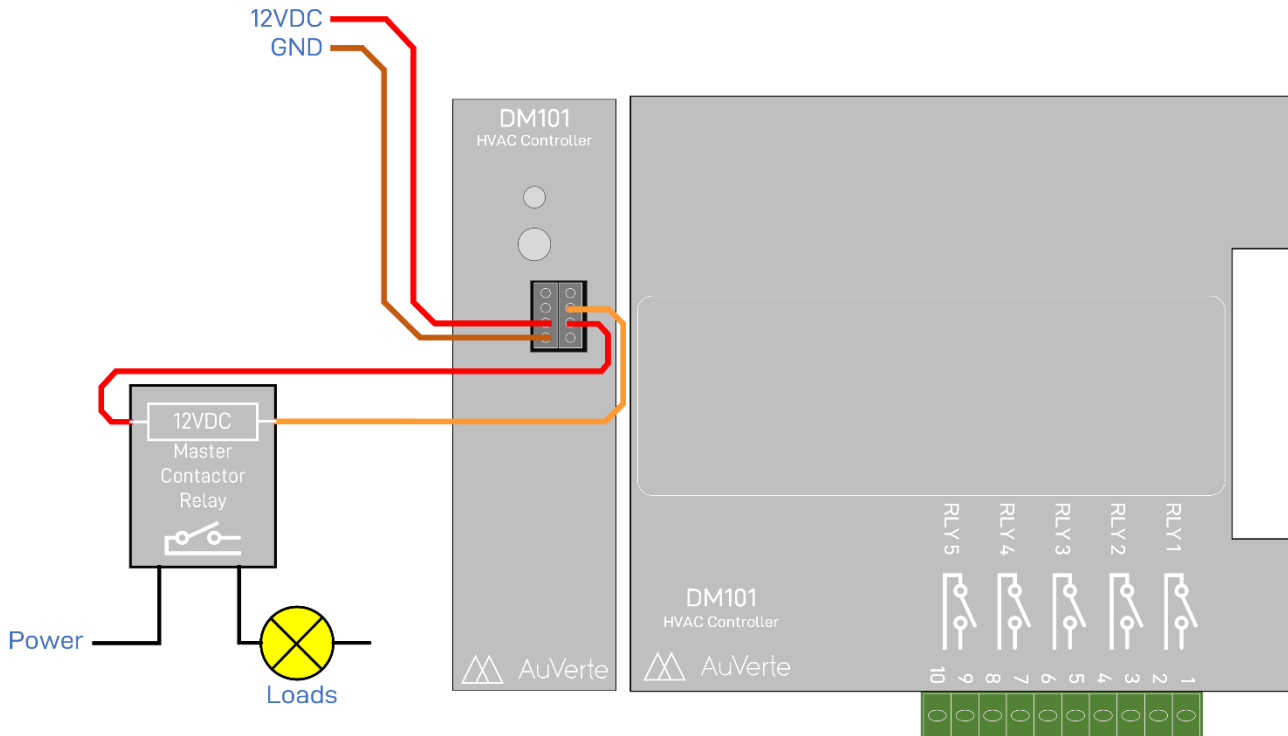 12VDC
GND
DM101
HVAC Controller
12VDC
Master
Contactor
Relay
Power
Loads
AuVerte
RLY 5
RLY 4
RLY 3
RLY 2
RLY 1
DM101
HVAC Controller
AuVerte
10 9 8 7 6 5 4 3 2 1